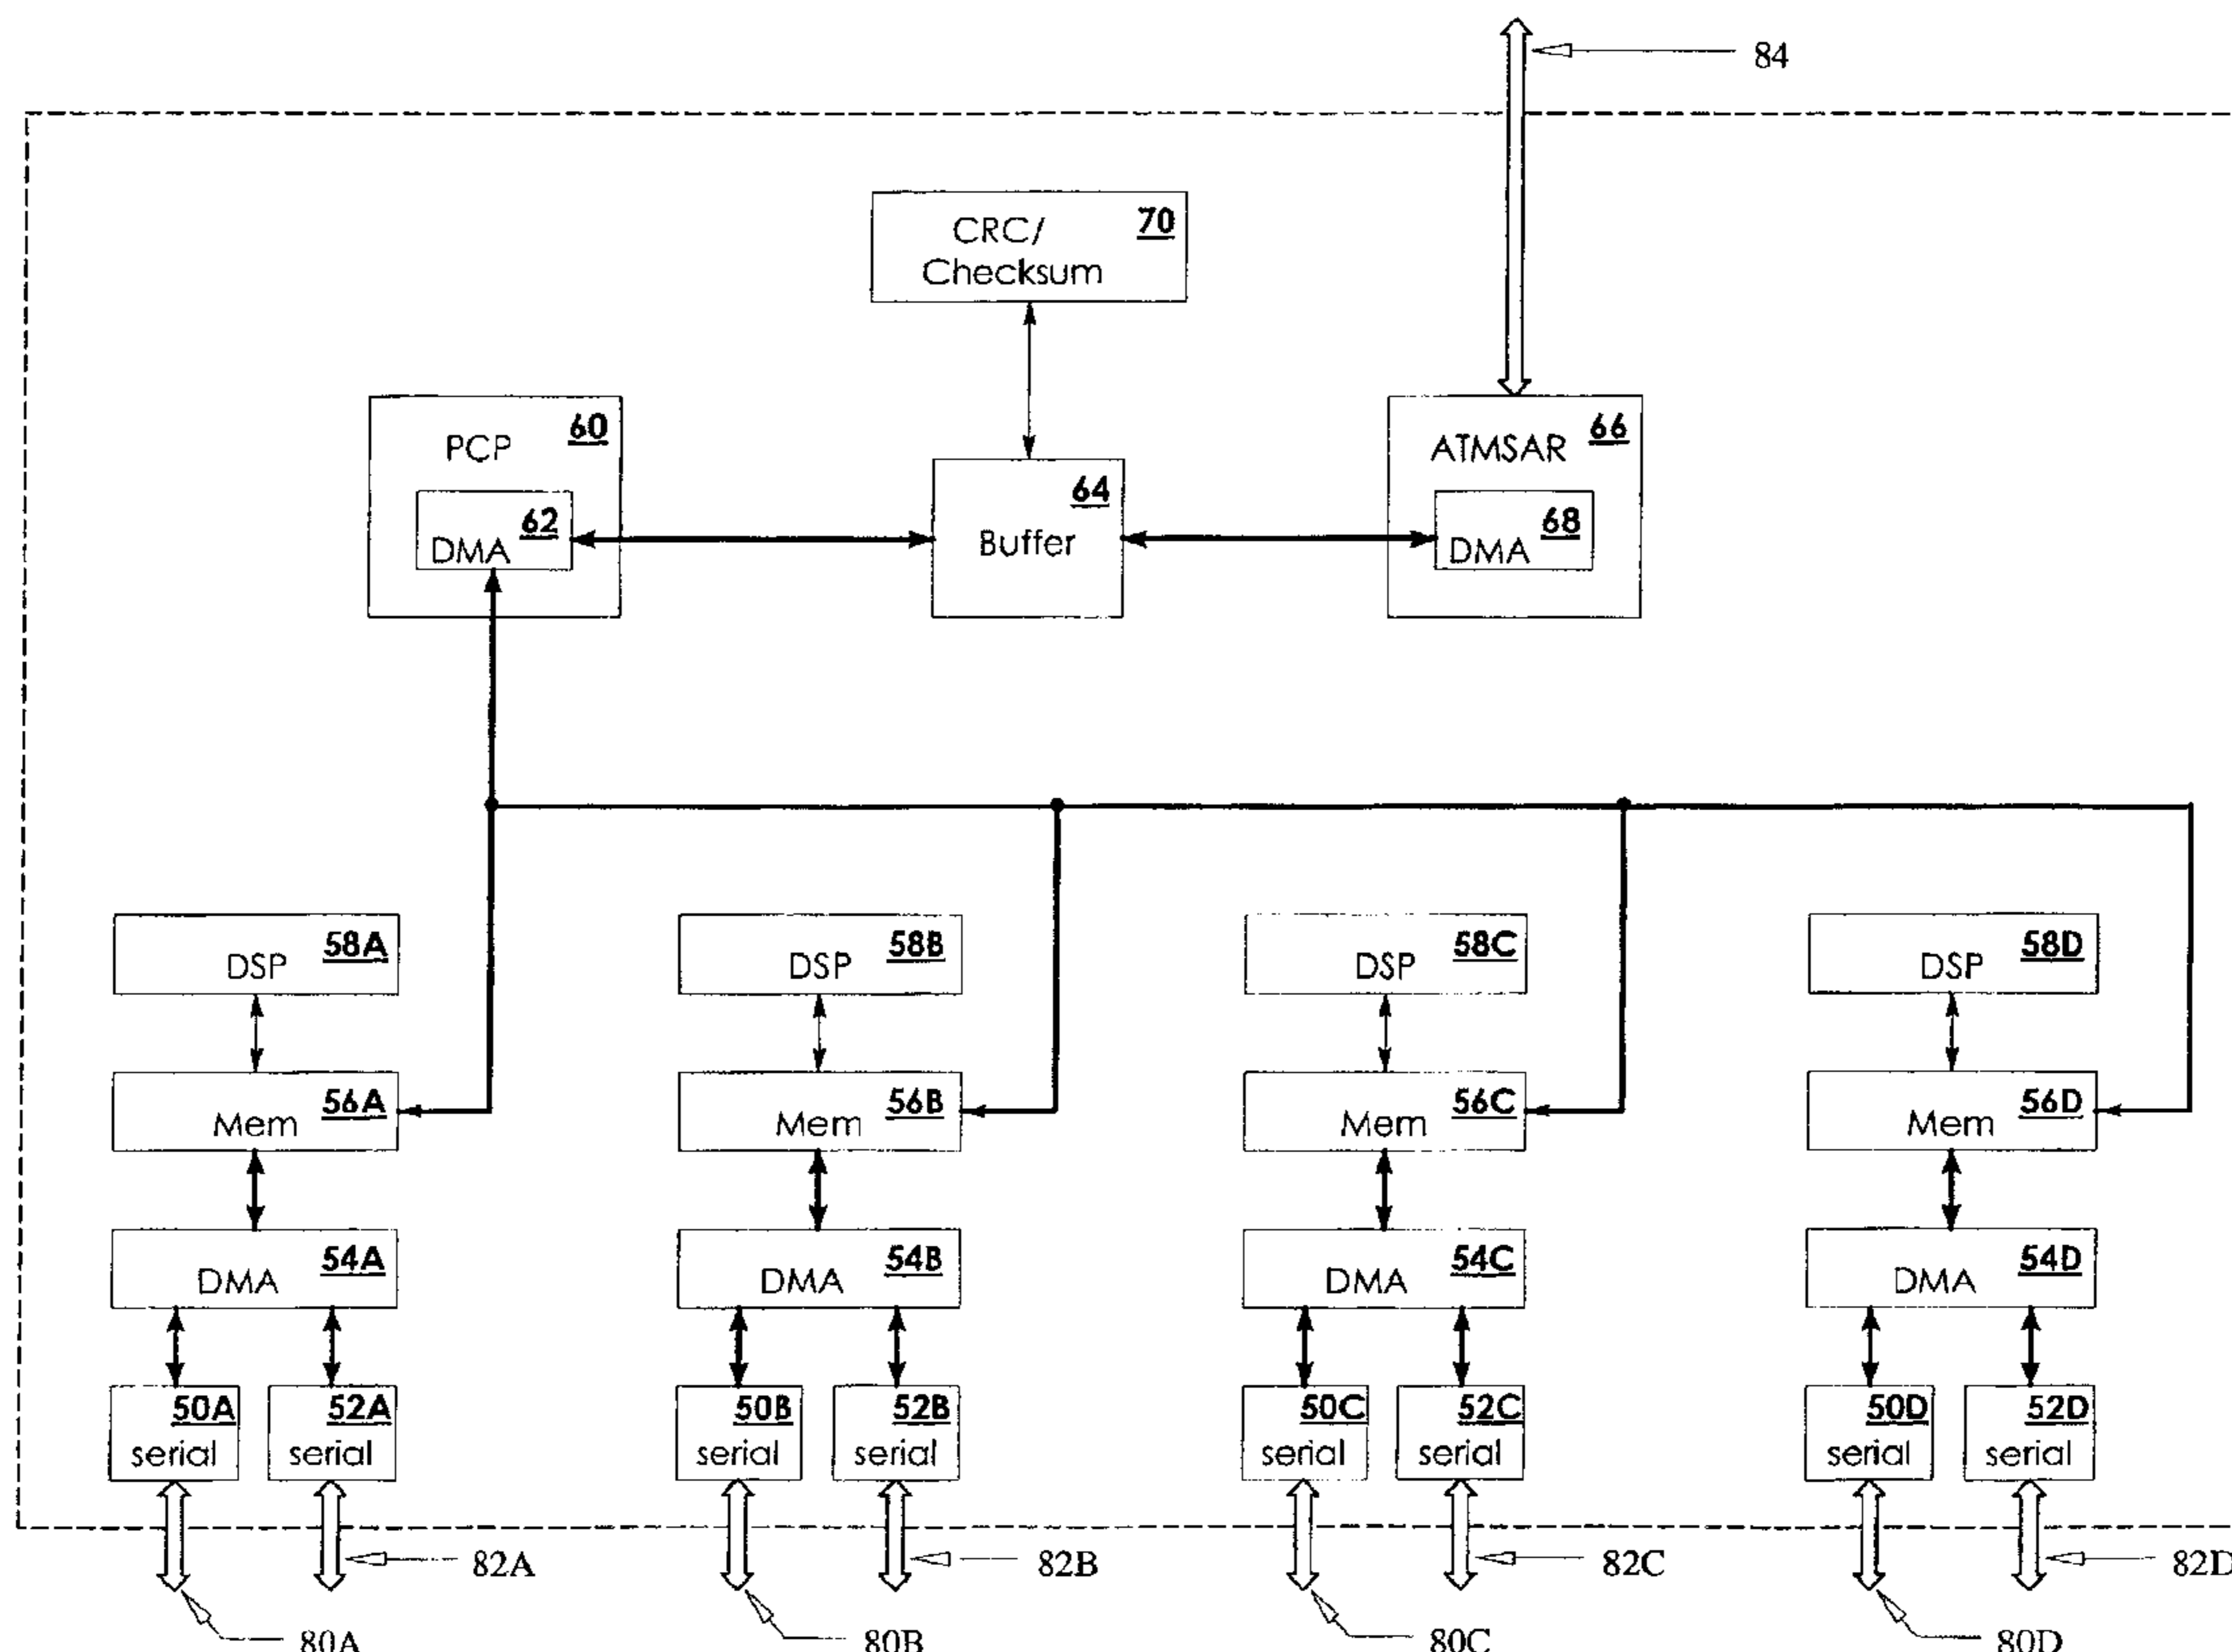 84
CRC/ 70
Checksum
60
PCP
62
DMA
64
Buffer
66
ATMSAR
68
DMA
58A
DSP
58B
DSP
58C
DSP
58D
DSP
56A
Mem
56B
Mem
56C
Mem
56D
Mem
54A
DMA
54B
DMA
54C
DMA
54D
DMA
50A
serial
52A
serial
50B
serial
52B
serial
50C
serial
52C
serial
50D
serial
52D
serial
82A
82B
82C
82D
80A
80B
80C
80D